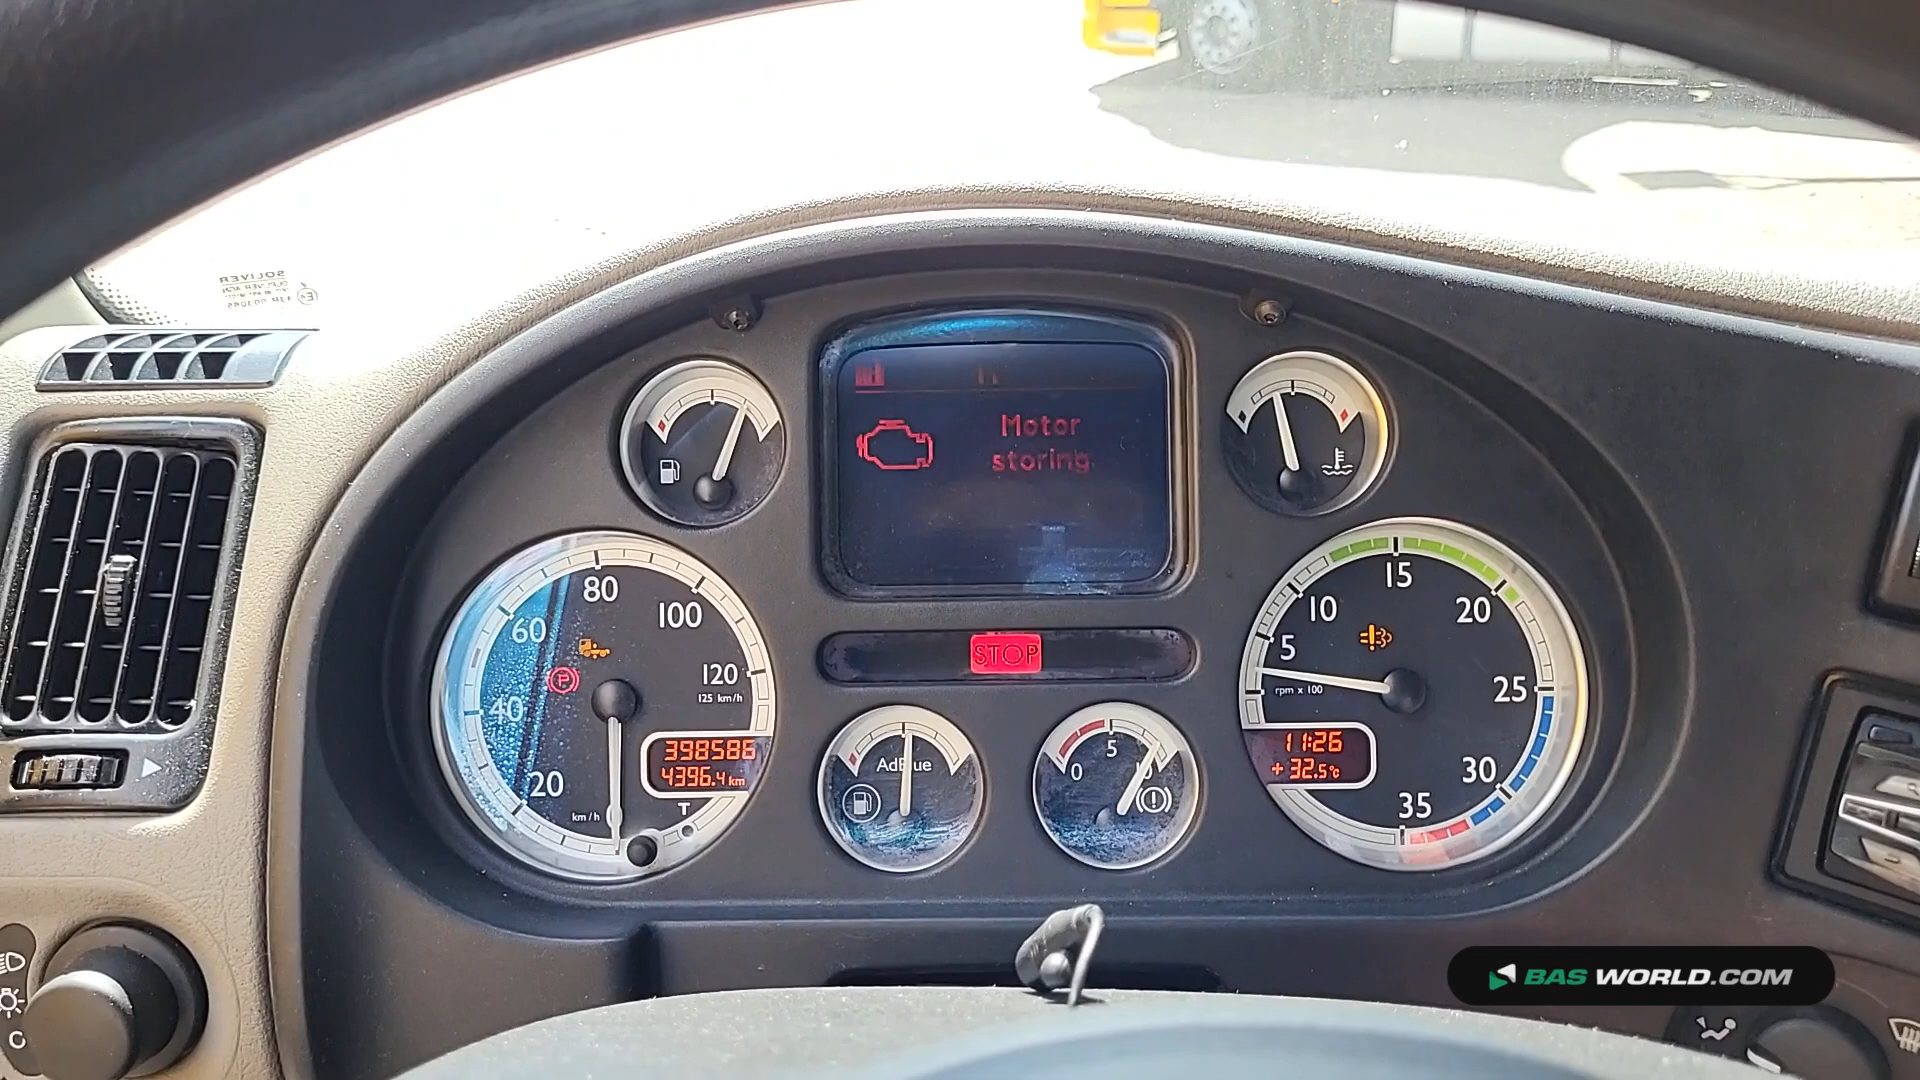 SOLIVER
Motor
storing
STOP
80
100
60
120
125 km/h
40
20
km/h
398586
4396.4 km
T
AdBlue
0
5
10
15
10
20
5
25
rpm x 100
11:26
+ 32.5°C
30
35
BAS WORLD.COM